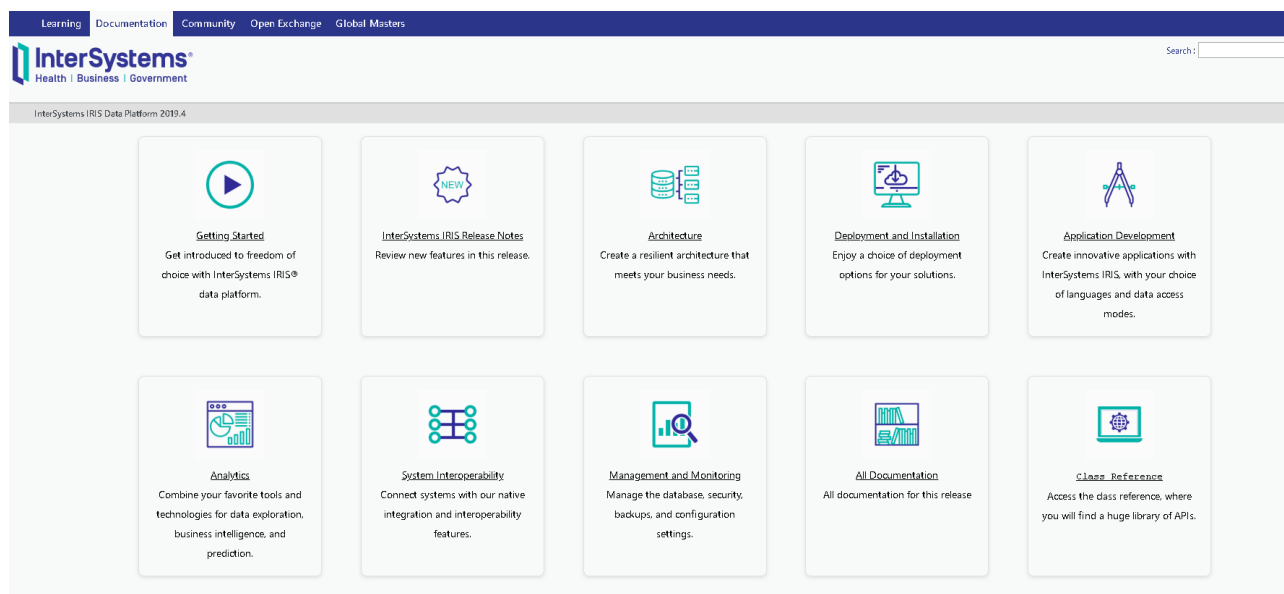 Learning Documentation Community Open Exchange Global Masters
InterSystems®
Health | Business | Government
Search:
InterSystems IRIS Data Platform 2019.4
Getting Started
Get introduced to freedom of
choice with InterSystems IRIS®
data platform.
NEW
InterSystems IRIS Release Notes
Review new features in this release.
Architecture
Create a resilient architecture that
meets your business needs.
Deployment and Installation
Enjoy a choice of deployment
options for your solutions.
Application Development
Create innovative applications with
InterSystems IRIS, with your choice
of languages and data access
modes.
Analytics
Combine your favorite tools and
technologies for data exploration,
business intelligence, and
prediction.
System Interoperability
Connect systems with our native
integration and interoperability
features.
Management and Monitoring
Manage the database, security,
backups, and configuration
settings.
All Documentation
All documentation for this release
Class Reference
Access the class reference, where
you will find a huge library of APIs.